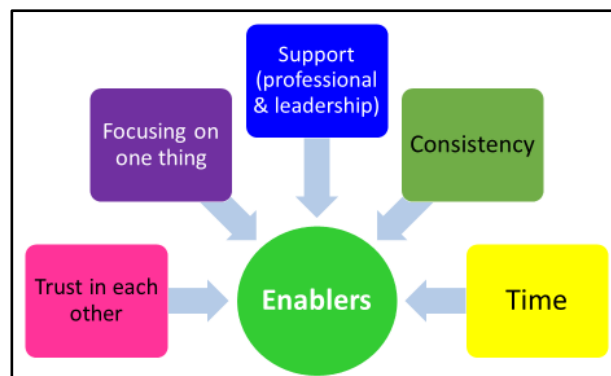 Support
(professional
& leadership)
Focusing on
one thing
Consistency
Trust in each
other
Enablers
Time